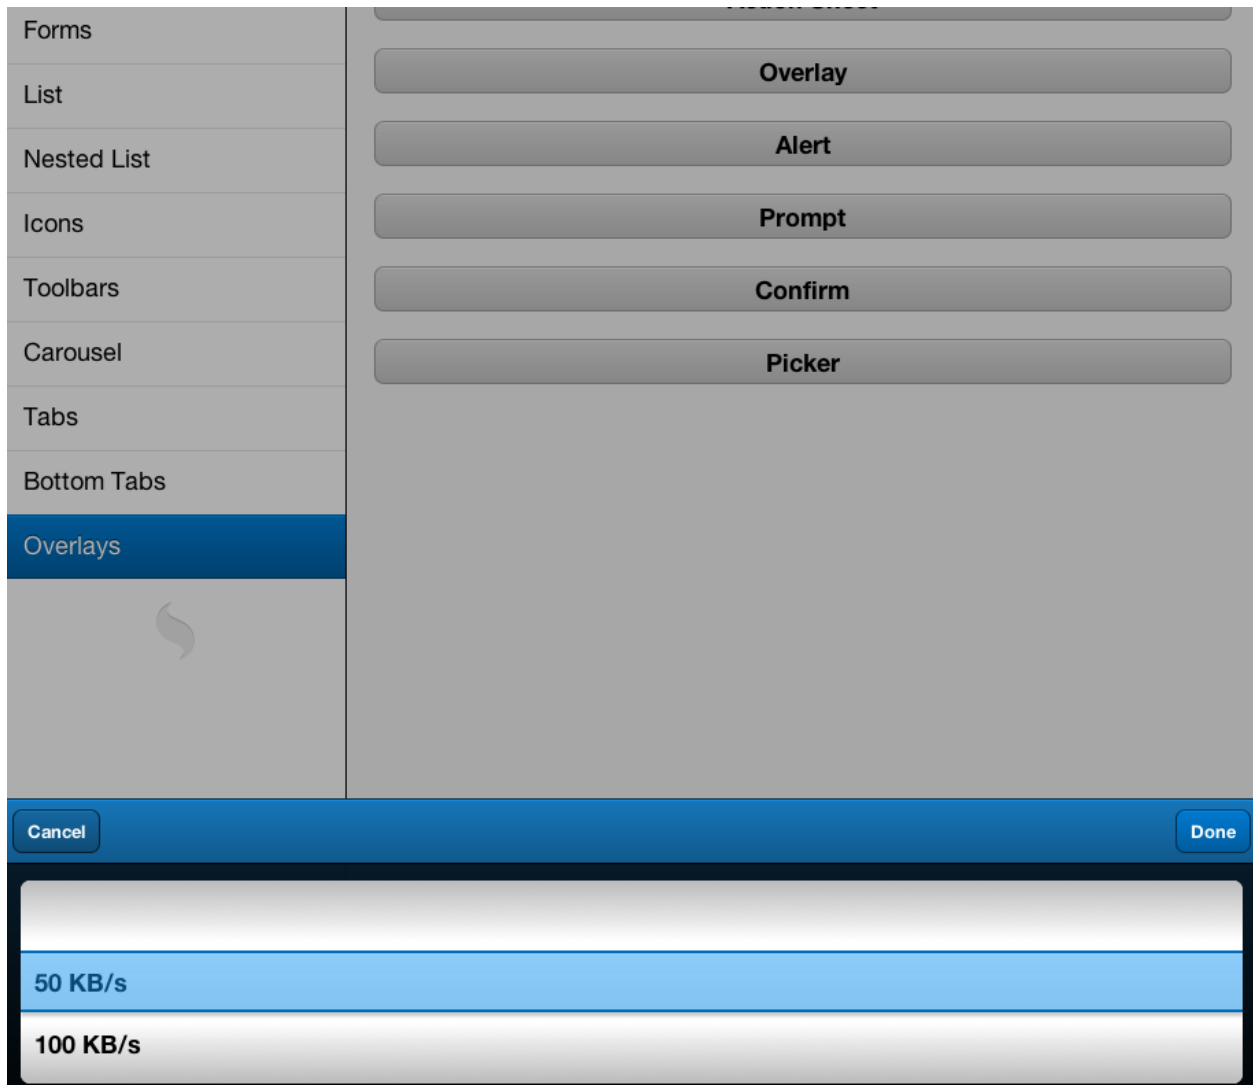 Forms
List
Nested List
Icons
Toolbars
Carousel
Tabs
Bottom Tabs
Overlays
Overlay
Alert
Prompt
Confirm
Picker
Cancel
Done
50 KB/s
100 KB/s